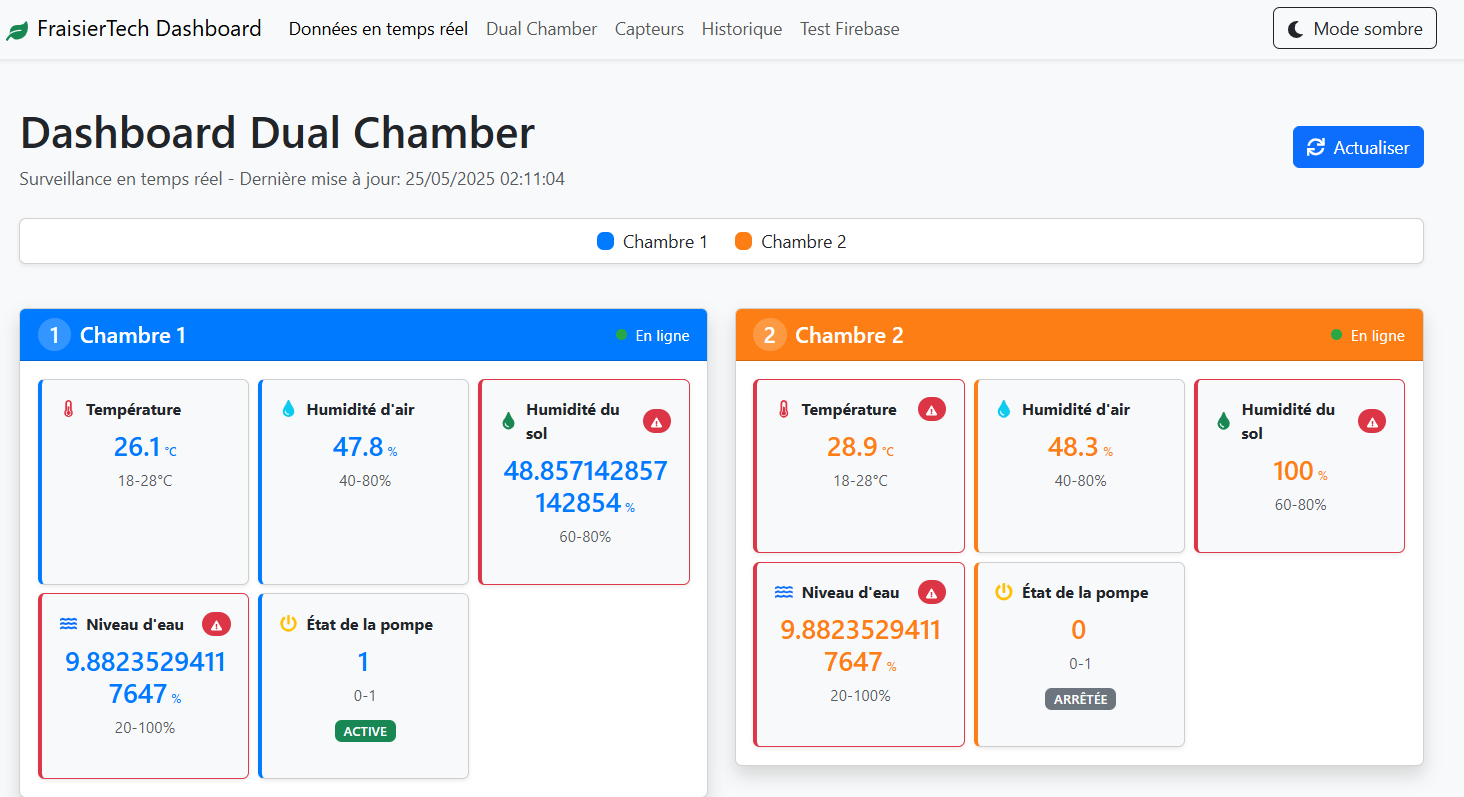 FraisierTech Dashboard Données en temps réel Dual Chamber Capteurs Historique Test Firebase Mode sombre
Dashboard Dual Chamber
Actualiser
Surveillance en temps réel - Dernière mise à jour: 25/05/2025 02:11:04
Chambre 1 Chambre 2
1 Chambre 1 En ligne
Température
26.1 °C
18-28°C
Humidité d'air
47.8 %
40-80%
Humidité du
sol
48.857142857
142854 %
60-80%
Niveau d'eau
9.8823529411
7647 %
20-100%
État de la pompe
1
0-1
ACTIVE
2 Chambre 2 En ligne
Température
28.9 °C
18-28°C
Humidité d'air
48.3 %
40-80%
Humidité du
sol
100 %
60-80%
Niveau d'eau
9.8823529411
7647 %
20-100%
État de la pompe
0
0-1
ARRÊTÉE